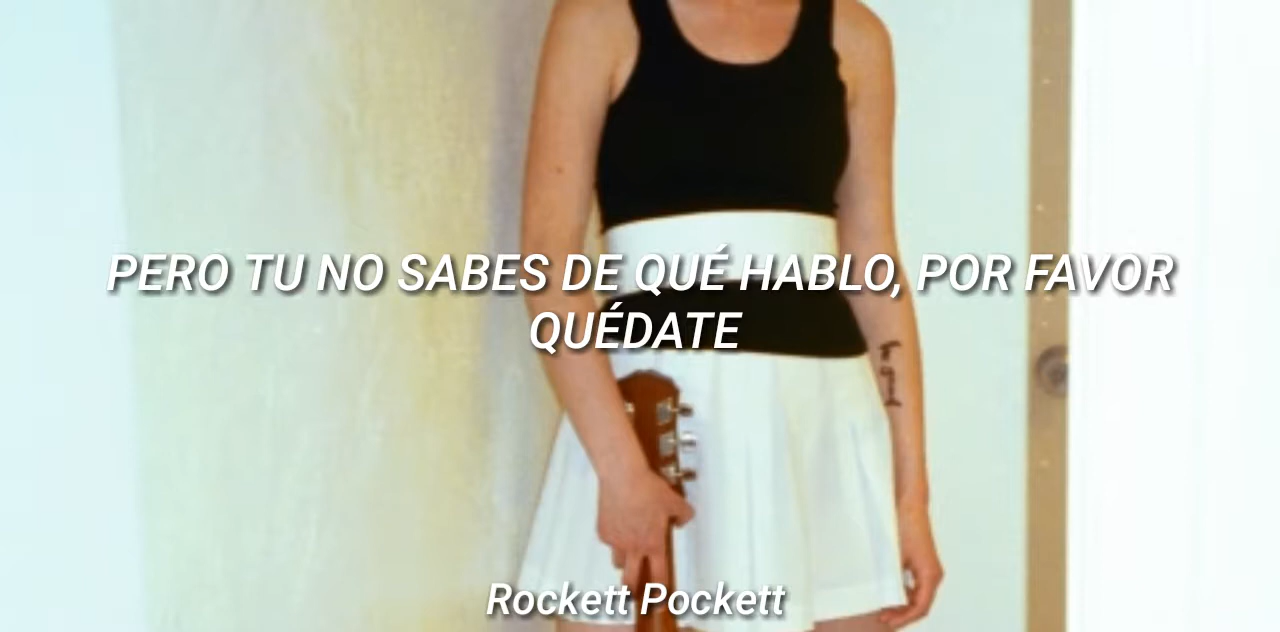 PERO TU NO SABES DE QUÉ HABLO, POR FAVOR
QUÉDATE
Rockett Pockett